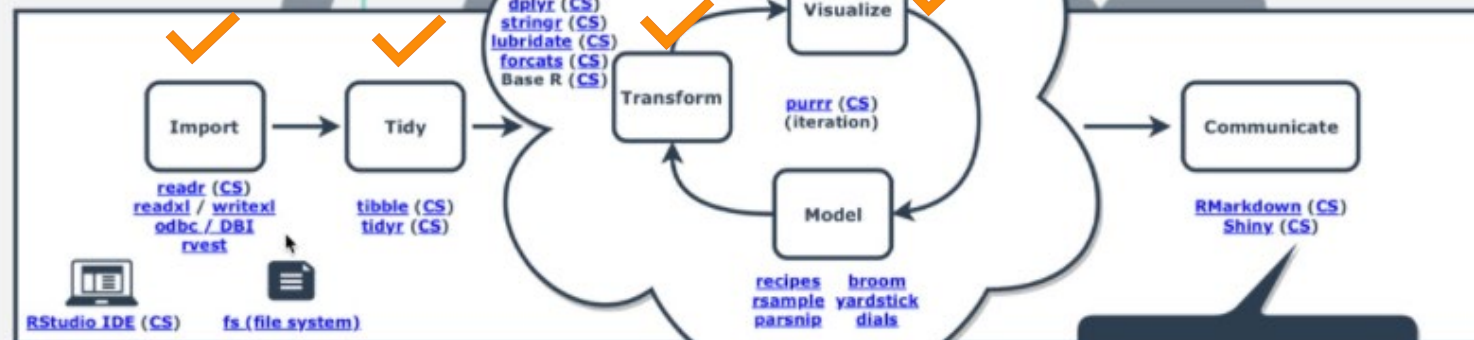 dplyr (CS)
stringr (CS)
lubridate (CS)
forcats (CS)
Base R (CS)
Import
Tidy
Transform
Visualize
purrr (CS)
(iteration)
Model
Communicate
readr (CS)
readxl / writexl
odbc / DBI
rvest
tibble (CS)
tidyr (CS)
recipes broom
rsample yardstick
parsnip dials
RMarkdown (CS)
Shiny (CS)
RStudio IDE (CS)
fs (file system)